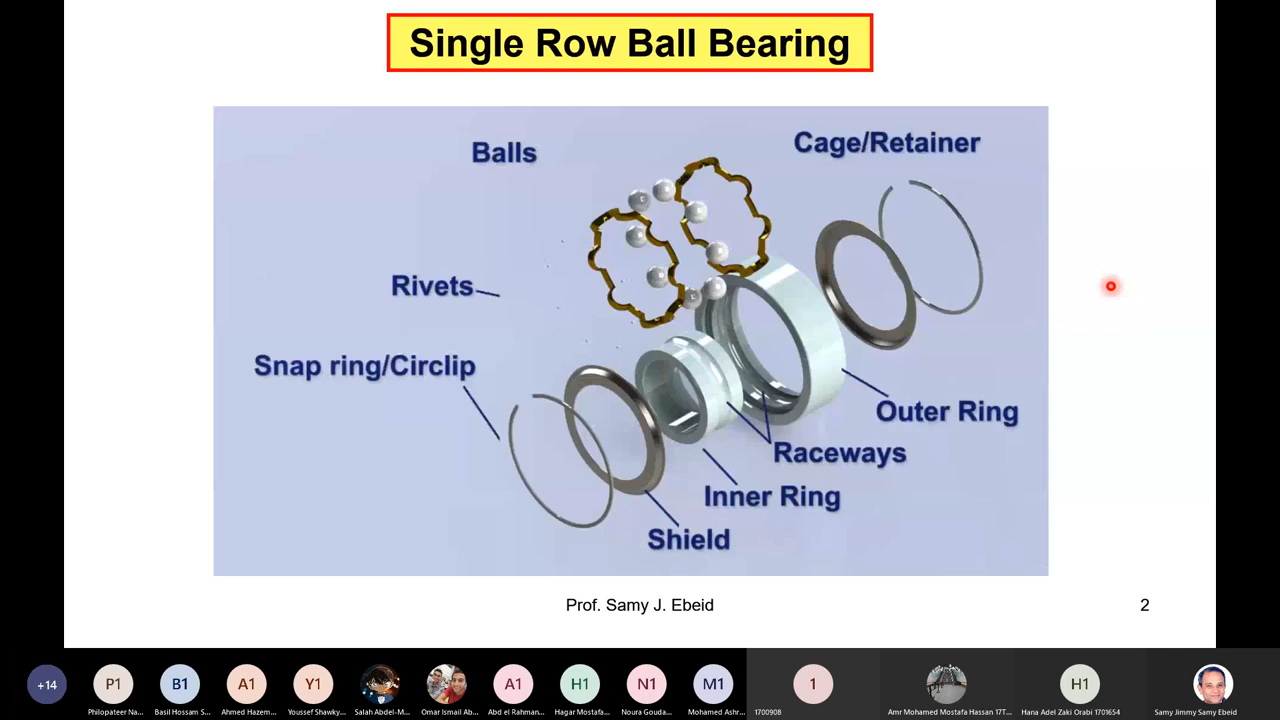 Single Row Ball Bearing
Balls
Cage/Retainer
Rivets
Snap ring/Circlip
Outer Ring
Raceways
Inner Ring
Shield
Prof. Samy J. Ebeid
2
+14
P1
B1
A1
Y1
A1
H1
N1
M1
1
H1
Philopateer Na...
Basil Hossam S...
Ahmed Hazem...
Youssef Shawky...
Salah Abdel-M...
Omar Ismail Ab...
Abd el Rahman...
Hagar Mostafa...
Noura Gouda...
Mohamed Ashr...
1700908
Amr Mohamed Mostafa Hassan 17T...
Hana Adel Zaki Orabi 1701654
Samy Jimmy Samy Ebeid